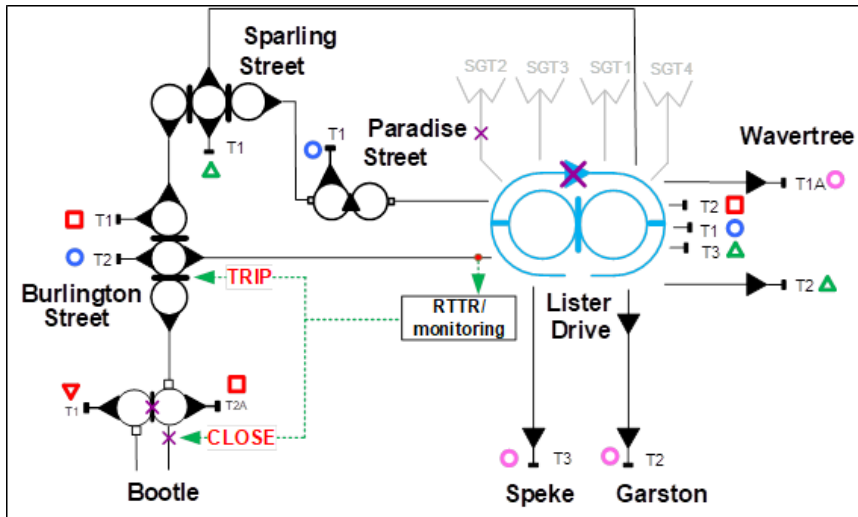 Sparling
Street
SGT2
SGT3
SGT1
SGT4
T1
T1
Paradise
Street
Wavertree
T1A
T1
T2
T2
T1
T3
Burlington
Street
TRIP
RTTR/
monitoring
Lister
Drive
T2
T1
T2A
CLOSE
Bootle
T3
T2
Speke
Garston